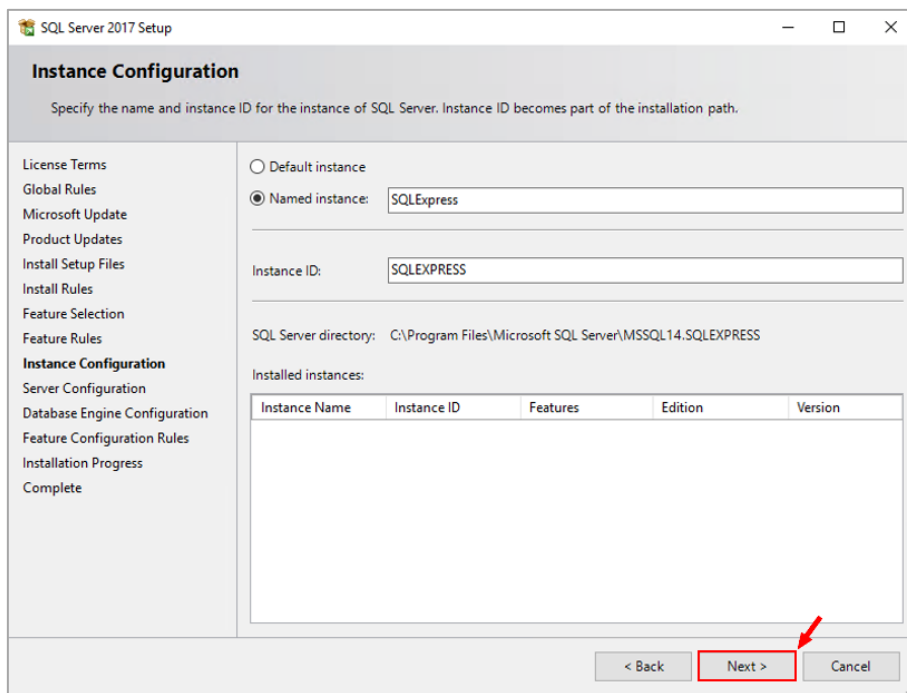 SQL Server 2017 Setup
Instance Configuration
Specify the name and instance ID for the instance of SQL Server. Instance ID becomes part of the installation path.
License Terms
Global Rules
Microsoft Update
Product Updates
Install Setup Files
Install Rules
Feature Selection
Feature Rules
Instance Configuration
Server Configuration
Database Engine Configuration
Feature Configuration Rules
Installation Progress
Complete
Default instance
Named instance: SQLExpress
Instance ID: SQLEXPRESS
SQL Server directory: C:\Program Files\Microsoft SQL Server\MSSQL14.SQLEXPRESS
Installed instances:
Instance Name Instance ID Features Edition Version
< Back Next > Cancel